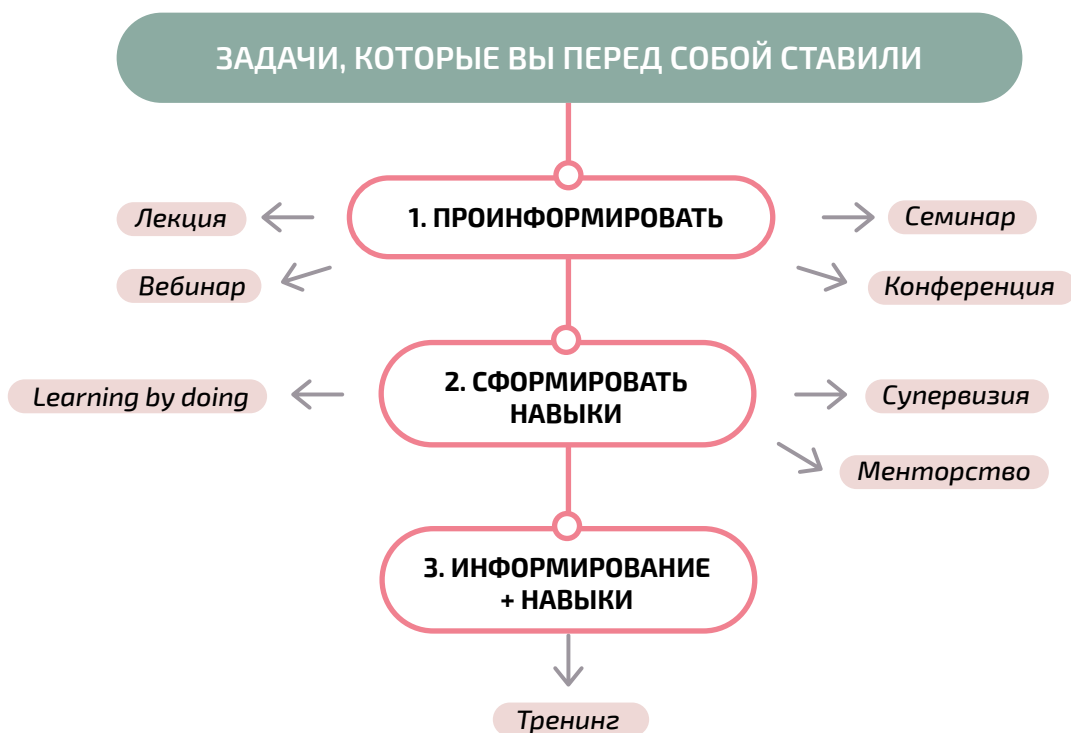 ЗАДАЧИ, КОТОРЫЕ ВЫ ПЕРЕД СОБОЙ СТАВИЛИ
1. ПРОИНФОРМИРОВАТЬ
Лекция
Семинар
Вебинар
Конференция
2. СФОРМИРОВАТЬ
НАВЫКИ
Learning by doing
Супервизия
Менторство
3. ИНФОРМИРОВАНИЕ
+ НАВЫКИ
Тренинг